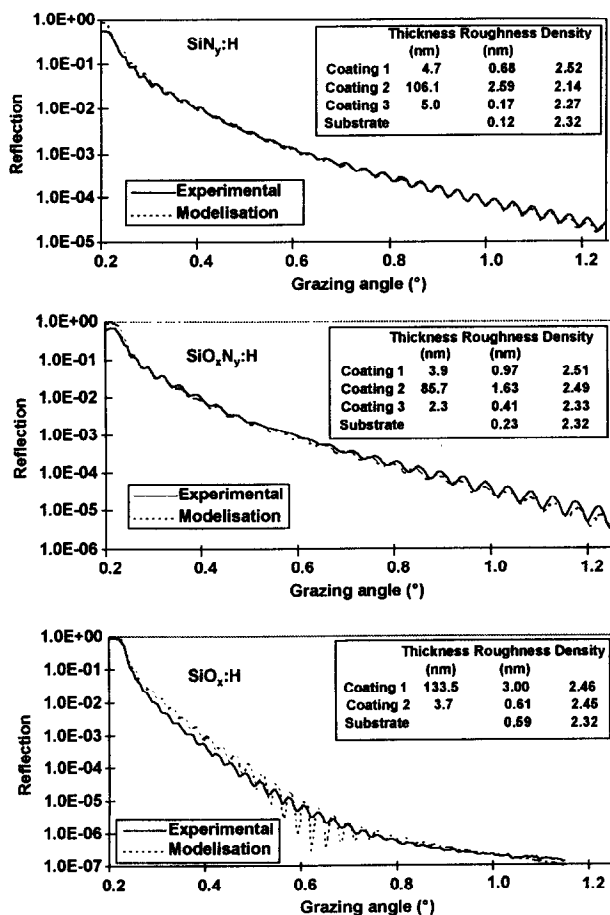 SiNy:H
Thickness Roughness Density
(nm) (nm)
Coating 1 4.7 0.68 2.52
Coating 2 106.1 2.59 2.14
Coating 3 5.0 0.17 2.27
Substrate 0.12 2.32
1.0E+00
1.0E-01
1.0E-02
1.0E-03
1.0E-04
1.0E-05
Reflection
Experimental
Modelisation
0.2 0.4 0.6 0.8 1.0 1.2
Grazing angle (°)
SiOxNy:H
Thickness Roughness Density
(nm) (nm)
Coating 1 3.9 0.97 2.51
Coating 2 85.7 1.63 2.49
Coating 3 2.3 0.41 2.33
Substrate 0.23 2.32
1.0E+00
1.0E-01
1.0E-02
1.0E-03
1.0E-04
1.0E-05
1.0E-06
Reflection
Experimental
Modelisation
0.2 0.4 0.6 0.8 1.0 1.2
Grazing angle (°)
SiOx:H
Thickness Roughness Density
(nm) (nm)
Coating 1 133.5 3.00 2.46
Coating 2 3.7 0.61 2.45
Substrate 0.59 2.32
1.0E+00
1.0E-01
1.0E-02
1.0E-03
1.0E-04
1.0E-05
1.0E-06
1.0E-07
Reflection
Experimental
Modelisation
0.2 0.4 0.6 0.8 1.0 1.2
Grazing angle (°)